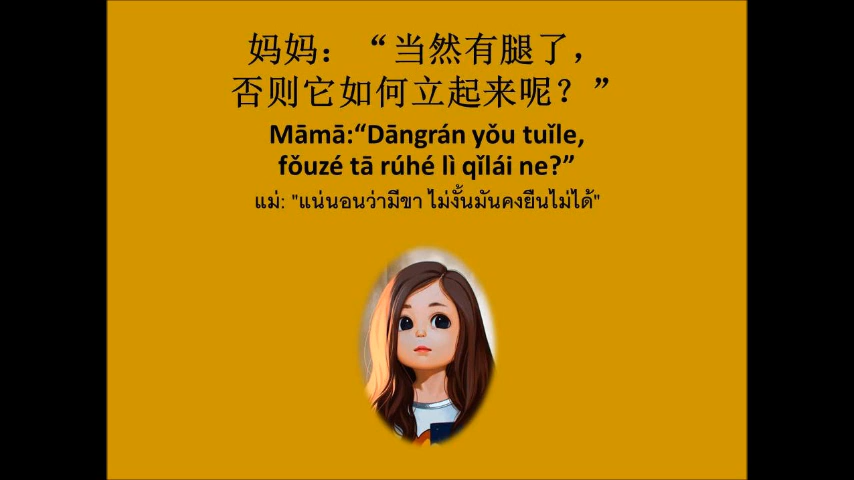 妈妈：“当然有腿了，
否则它如何立起来呢？”
Māmā:“Dāngrán yǒu tuǐle,
fǒuzé tā rúhé lì qǐlái ne?”
แม่: "แน่นอนว่ามีขา ไม่งั้นมันคงยืนไม่ได้"